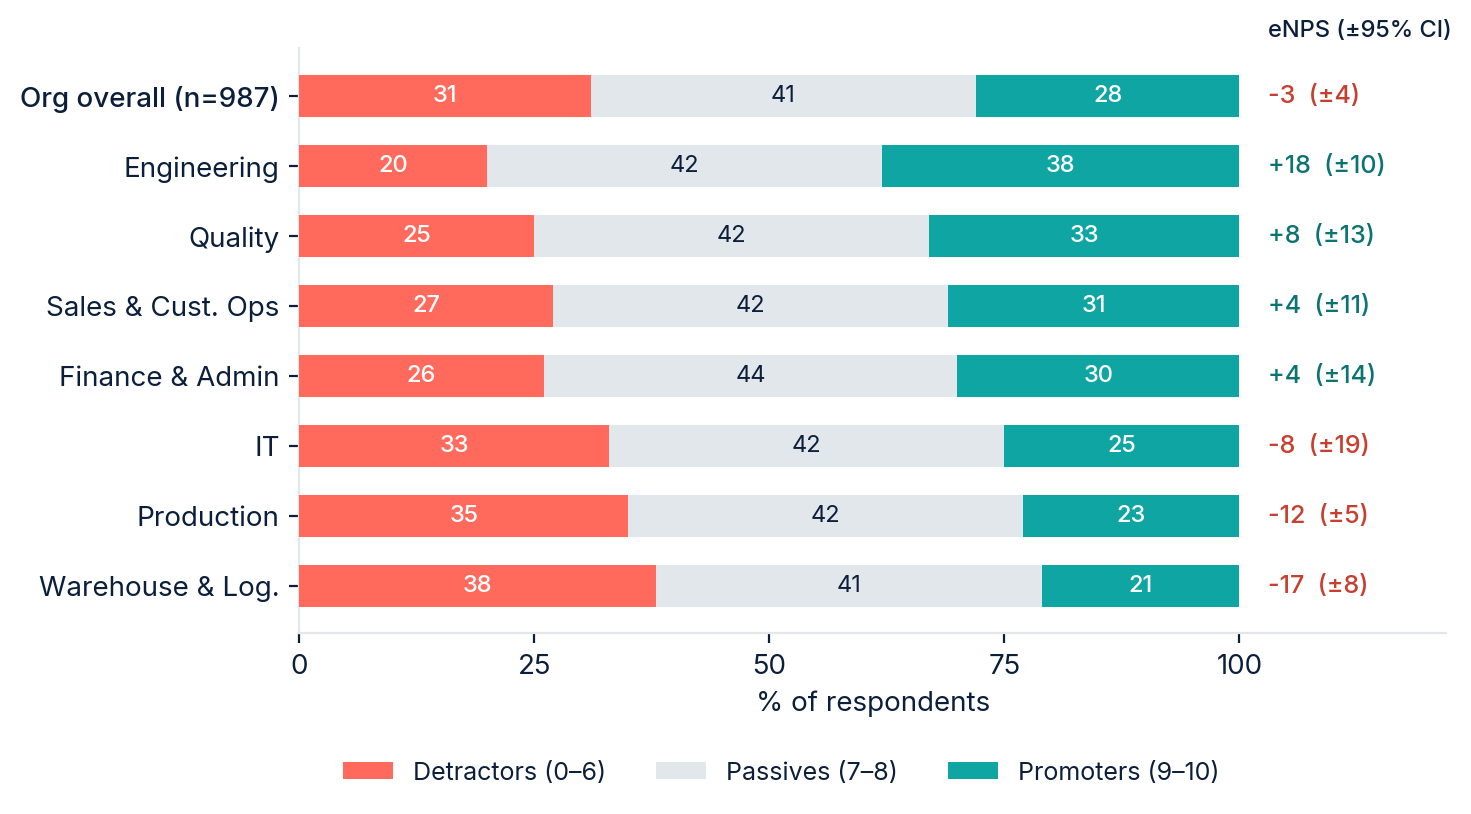 eNPS (±95% CI)
Org overall (n=987) 31 41 28 -3 (±4)
Engineering 20 42 38 +18 (±10)
Quality 25 42 33 +8 (±13)
Sales & Cust. Ops 27 42 31 +4 (±11)
Finance & Admin 26 44 30 +4 (±14)
IT 33 42 25 -8 (±19)
Production 35 42 23 -12 (±5)
Warehouse & Log. 38 41 21 -17 (±8)
0 25 50 75 100
% of respondents
Detractors (0–6) Passives (7–8) Promoters (9–10)